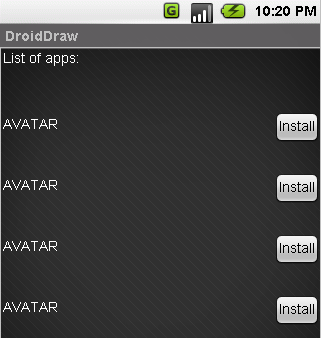 G 10:20 PM
DroidDraw
List of apps:
AVATAR Install
AVATAR Install
AVATAR Install
AVATAR Install